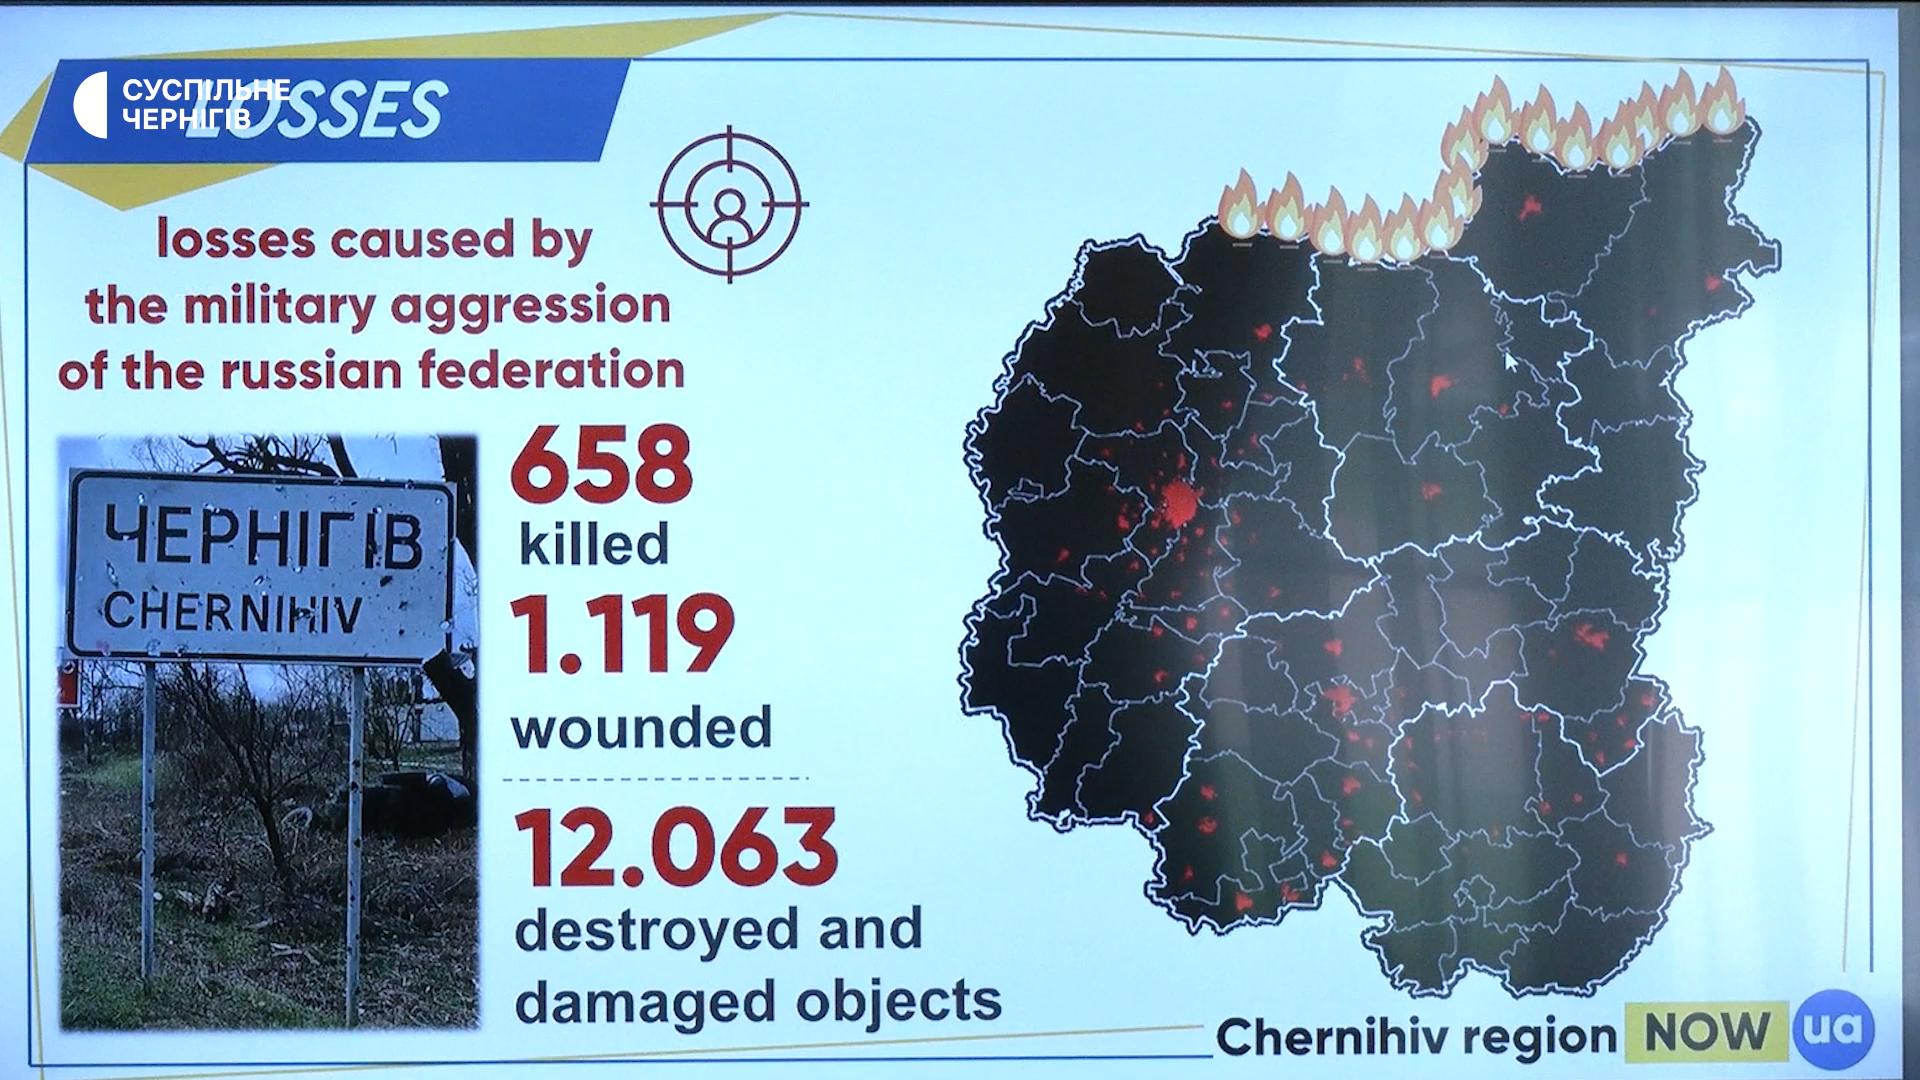 СУСПІЛЬНЕ
ЧЕРНІГІВ
LOSSES
losses caused by
the military aggression
of the russian federation
658
killed
1.119
wounded
12.063
destroyed and
damaged objects
ЧЕРНІГІВ
CHERNIHIV
Chernihiv region NOW ua